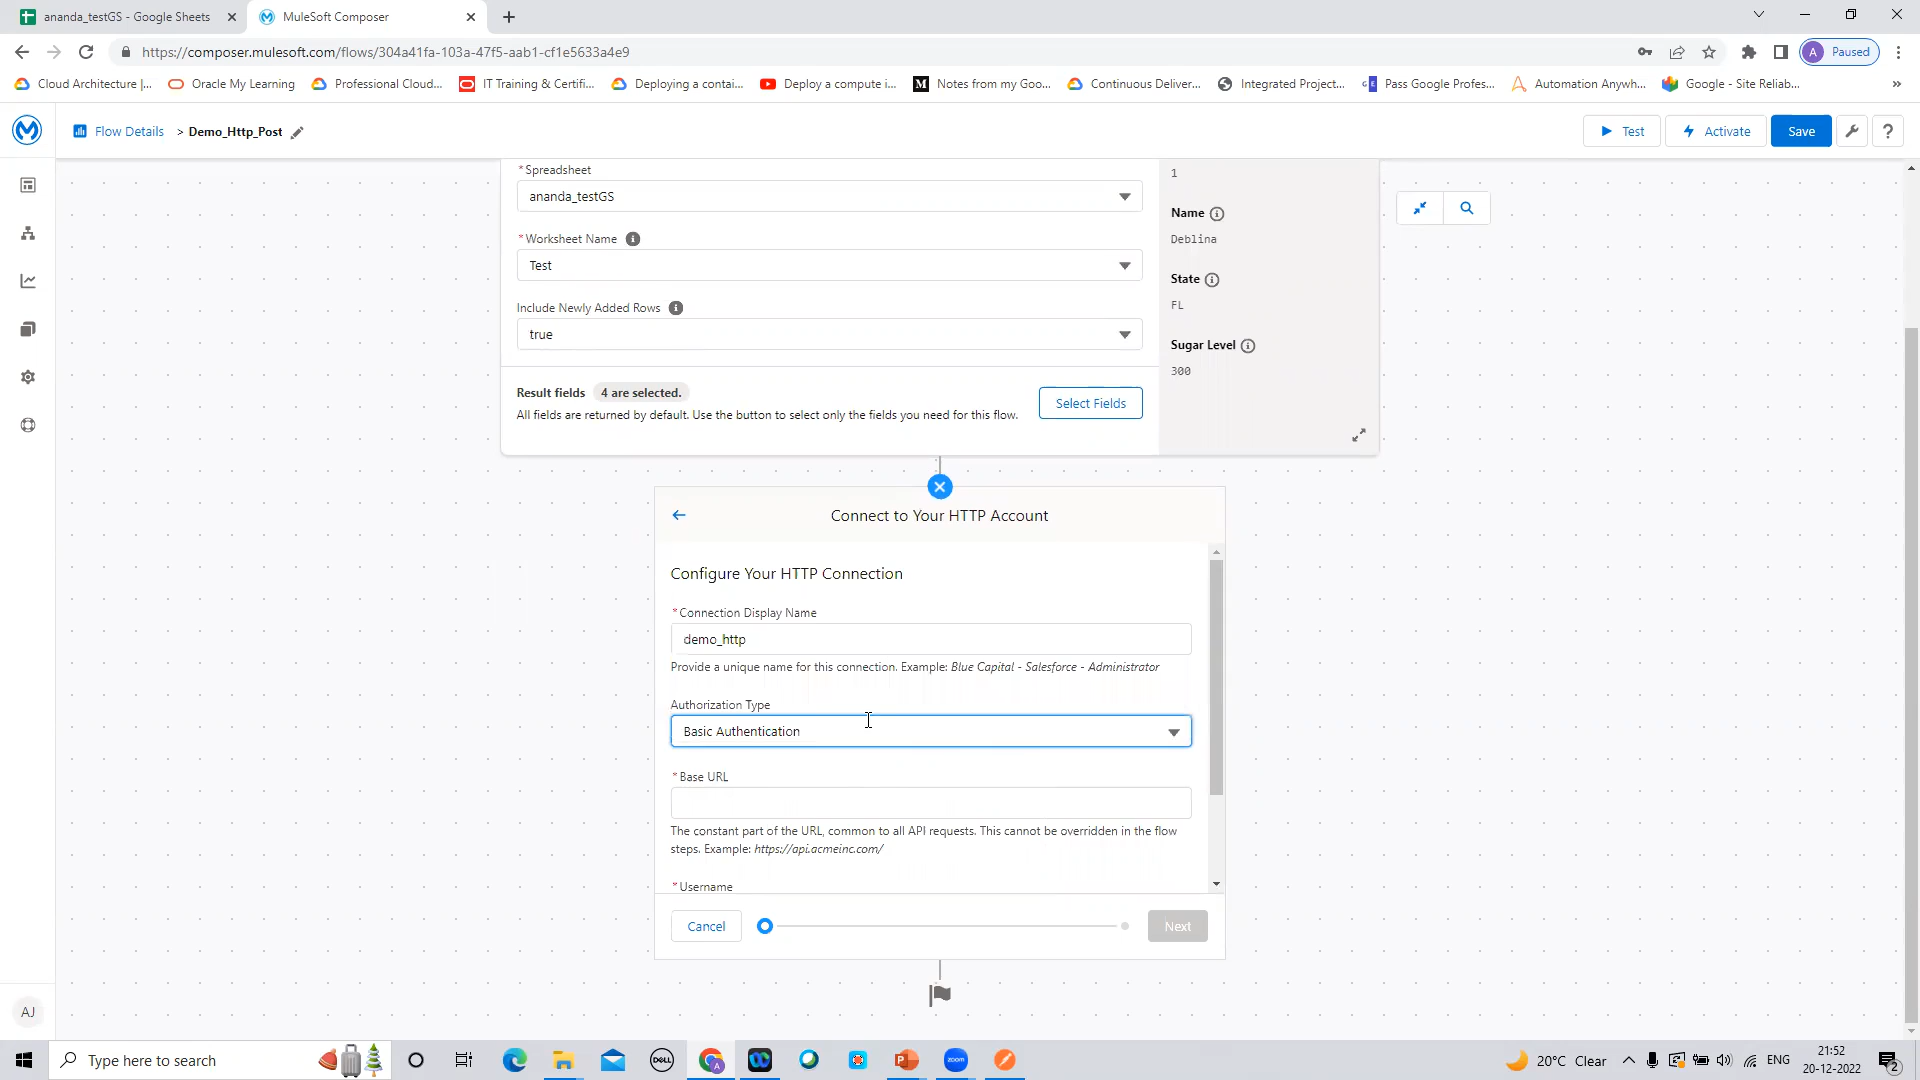 ananda_testGS - Google Sheets
MuleSoft Composer
https://composer.mulesoft.com/flows/304a41fa-103a-47f5-aab1-cf1e5633a4e9
A Paused
Cloud Architecture |...
Oracle My Learning
Professional Cloud...
IT Training & Certifi...
Deploying a contai...
Deploy a compute i...
Notes from my Goo...
Continuous Deliver...
Integrated Project...
Pass Google Profes...
Automation Anywh...
Google - Site Reliab...
»
Flow Details > Demo_Http_Post
Test
Activate
Save
?
* Spreadsheet
ananda_testGS
* Worksheet Name
Test
Include Newly Added Rows
true
Result fields 4 are selected.
All fields are returned by default. Use the button to select only the fields you need for this flow.
Select Fields
1
Name
Deblina
State
FL
Sugar Level
300
Connect to Your HTTP Account
Configure Your HTTP Connection
* Connection Display Name
demo_http
Provide a unique name for this connection. Example: Blue Capital - Salesforce - Administrator
Authorization Type
Basic Authentication
* Base URL
The constant part of the URL, common to all API requests. This cannot be overridden in the flow
steps. Example: https://api.acmeinc.com/
* Username
Cancel
Next
AJ
Type here to search
DELL
zoom
20°C Clear
ENG
21:52
20-12-2022
2